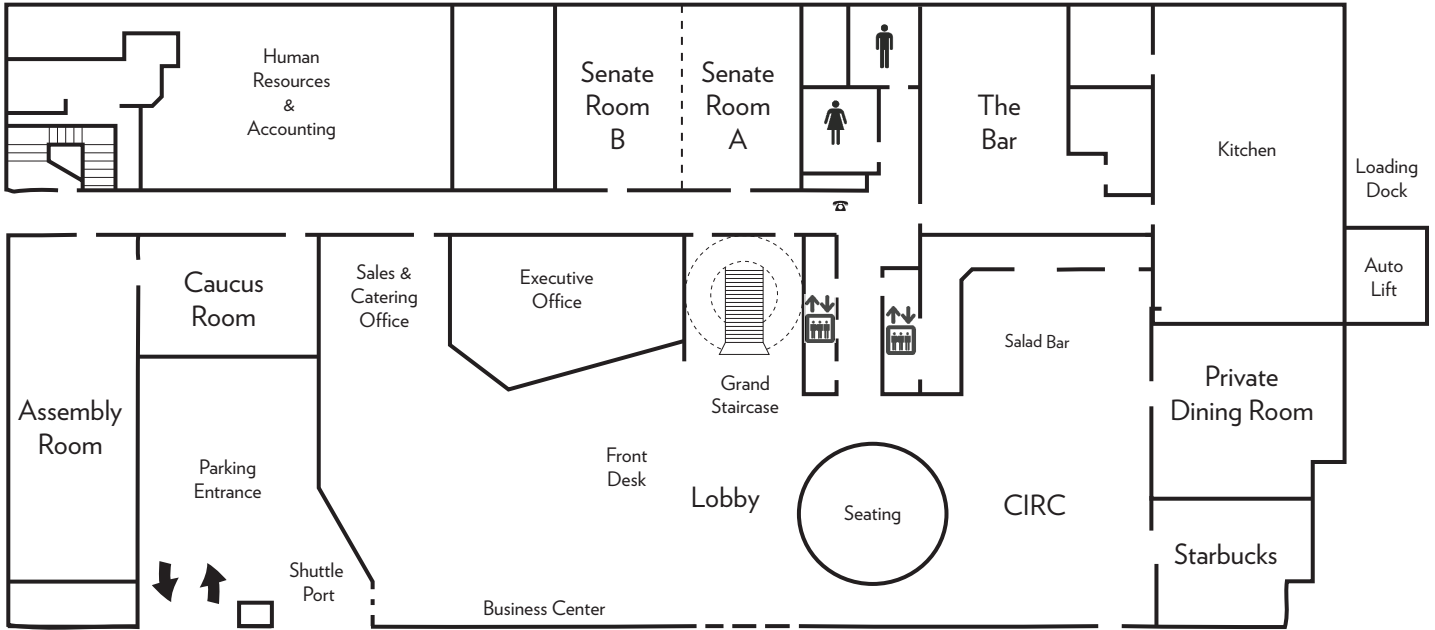 Human
Resources
&
Accounting
Senate
Room
B
Senate
Room
A
The
Bar
Kitchen
Loading
Dock
Auto
Lift
Caucus
Room
Sales &
Catering
Office
Executive
Office
Salad Bar
Grand
Staircase
Private
Dining Room
Assembly
Room
Parking
Entrance
Front
Desk
Lobby
Seating
CIRC
Starbucks
Shuttle
Port
Business Center